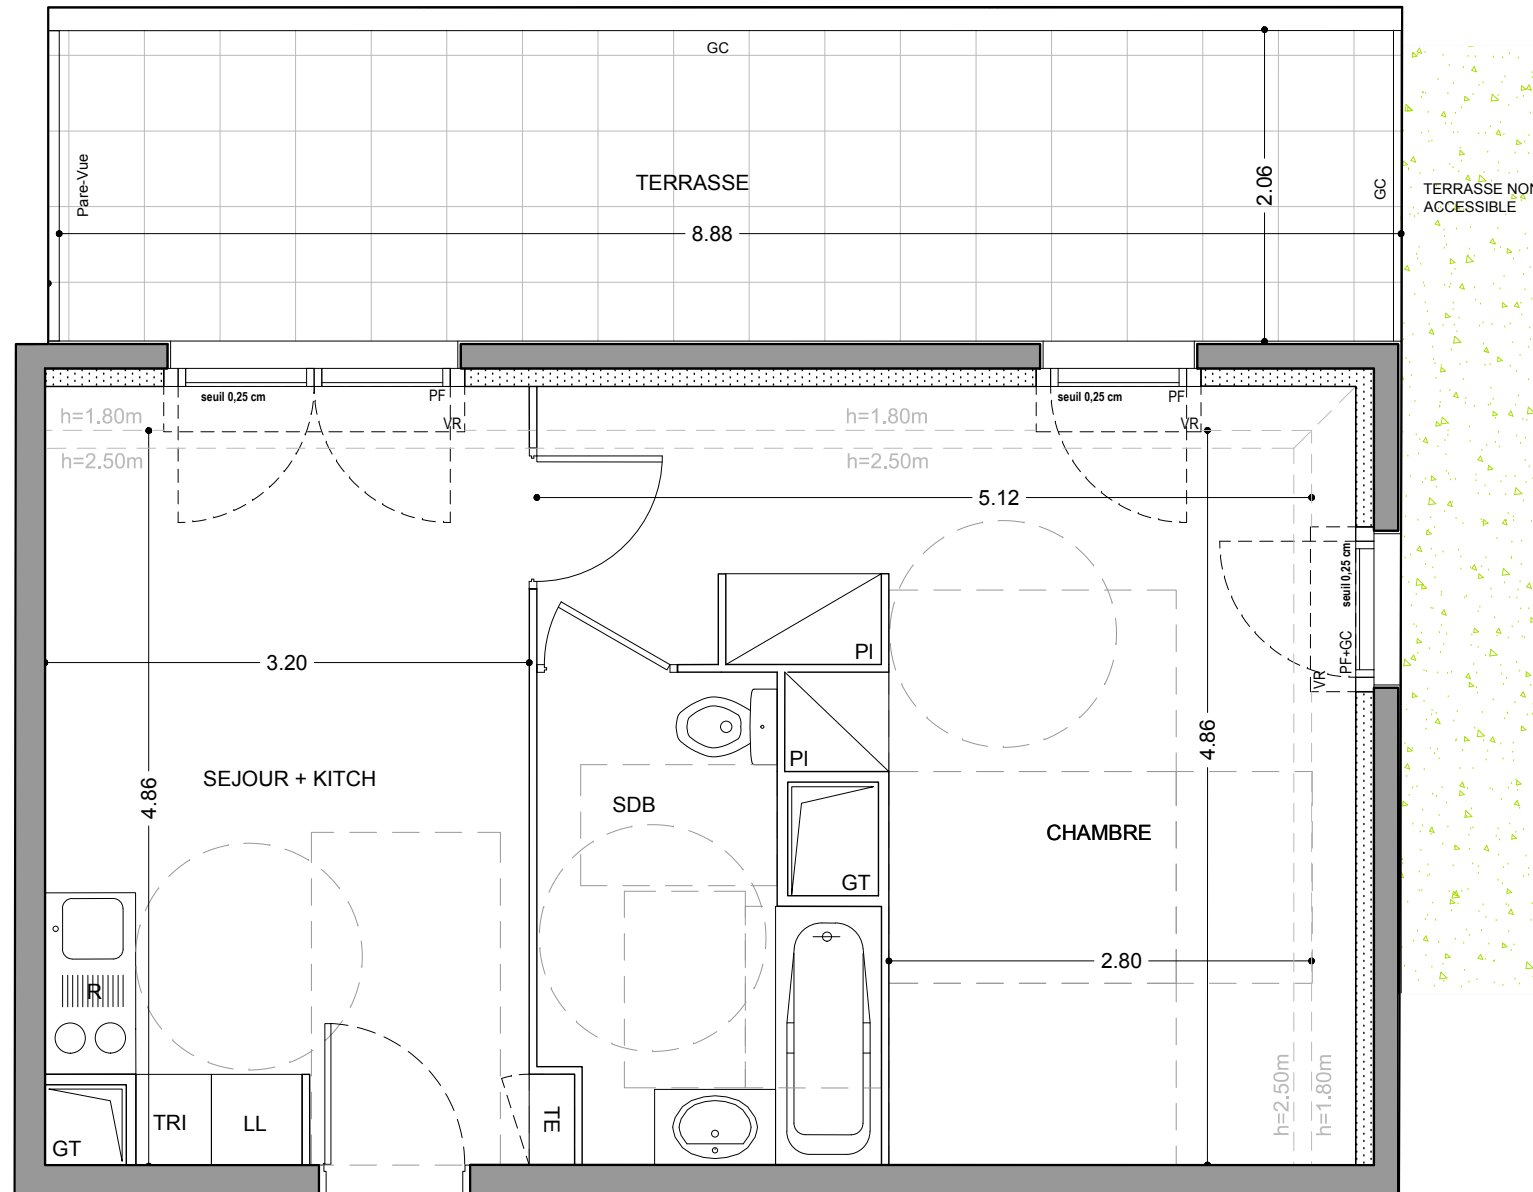 GC
Pare-Vue
TERRASSE
2.06
GC
TERRASSE NON
ACCESSIBLE
8.88
seuil 0,25 cm
PF
VR
seuil 0,25 cm
PF
VR
h=1.80m
h=2.50m
h=1.80m
h=2.50m
5.12
seuil 0,25 cm
PF+GC
VR
3.20
PI
PI
4.86
4.86
SEJOUR + KITCH
SDB
CHAMBRE
GT
2.80
R
GT
TRI
LL
TE
h=2.50m
h=1.80m